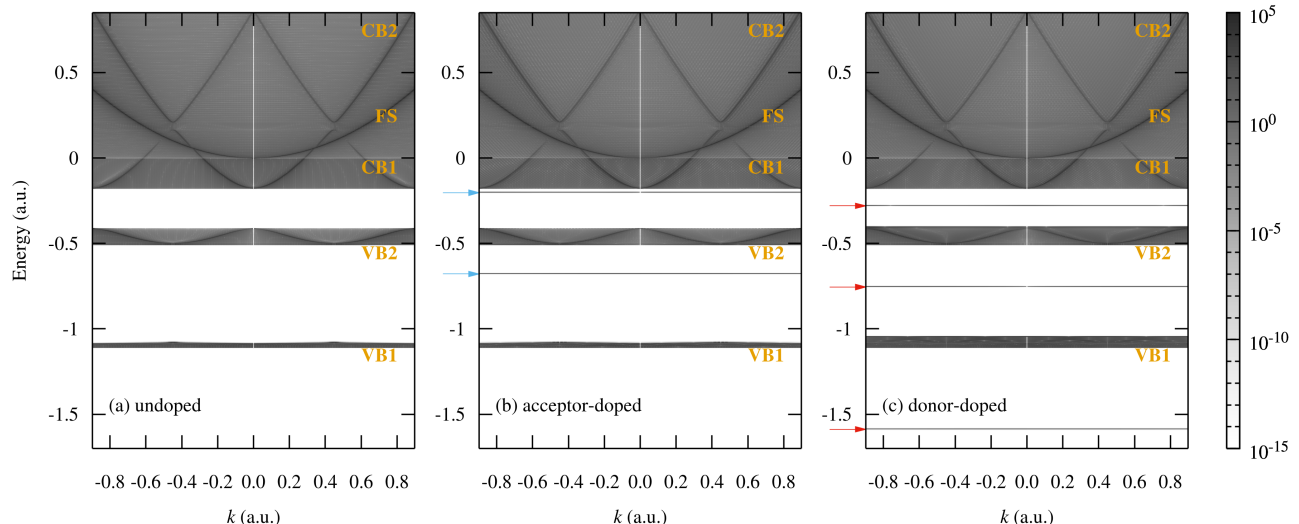 CB2
FS
CB1
VB2
VB1
(a) undoped
CB2
FS
CB1
VB2
VB1
(b) acceptor-doped
CB2
FS
CB1
VB2
VB1
(c) donor-doped
Energy (a.u.)
0.5
0
-0.5
-1
-1.5
0.5
0
-0.5
-1
-1.5
0.5
0
-0.5
-1
-1.5
-0.8 -0.6 -0.4 -0.2 0.0 0.2 0.4 0.6 0.8
-0.8 -0.6 -0.4 -0.2 0.0 0.2 0.4 0.6 0.8
-0.8 -0.6 -0.4 -0.2 0.0 0.2 0.4 0.6 0.8
k (a.u.)
k (a.u.)
k (a.u.)
10^5
10^0
10^-5
10^-10
10^-15